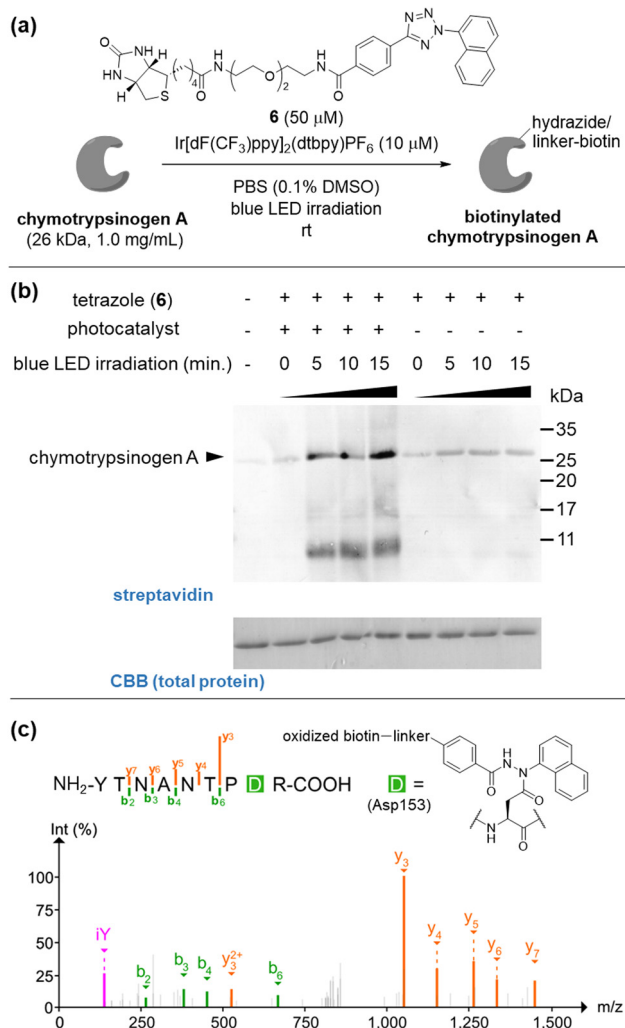 (a)
O
NH
HN
H
H
S
4
O
H
N
O
2
H
N
O
N N
N N
6 (50 μM)
Ir[dF(CF3)ppy]2(dtbpy)PF6 (10 μM)
PBS (0.1% DMSO)
blue LED irradiation
rt
chymotrypsinogen A
(26 kDa, 1.0 mg/mL)
hydrazide/
linker-biotin
biotinylated
chymotrypsinogen A
(b)
tetrazole (6) - + + + + + + + +
photocatalyst - + + + + - - - -
blue LED irradiation (min.) - 0 5 10 15 0 5 10 15
kDa
35
chymotrypsinogen A
25
20
17
11
streptavidin
CBB (total protein)
(c)
oxidized biotin–linker
y3
y7 y6 y5 y4
NH2-Y T N A N T P D R-COOH
b2 b3 b4 b6
D =
(Asp153)
O
H
N
N
O
N
H
O
Int (%)
100
75
50
25
0
iY
b2
b3
b4
y3 2+
b6
y3
y4
y5
y6
y7
0 250 500 750 1.000 1.250 1.500 m/z